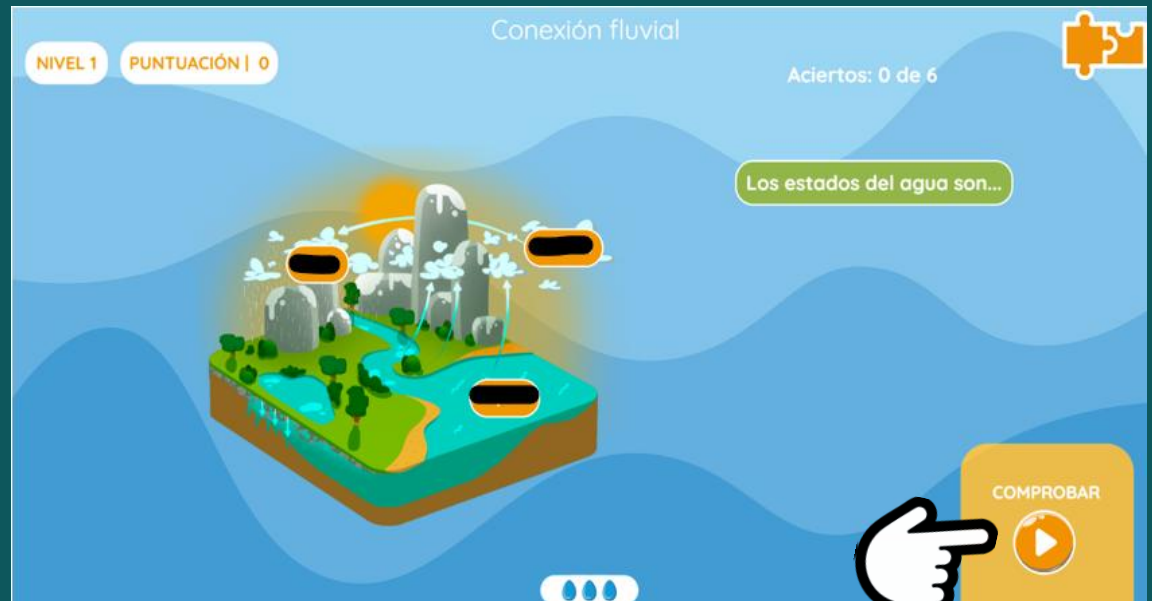 Conexión fluvial
NIVEL 1
PUNTUACIÓN | 0
Aciertos: 0 de 6
Los estados del agua son...
COMPROBAR